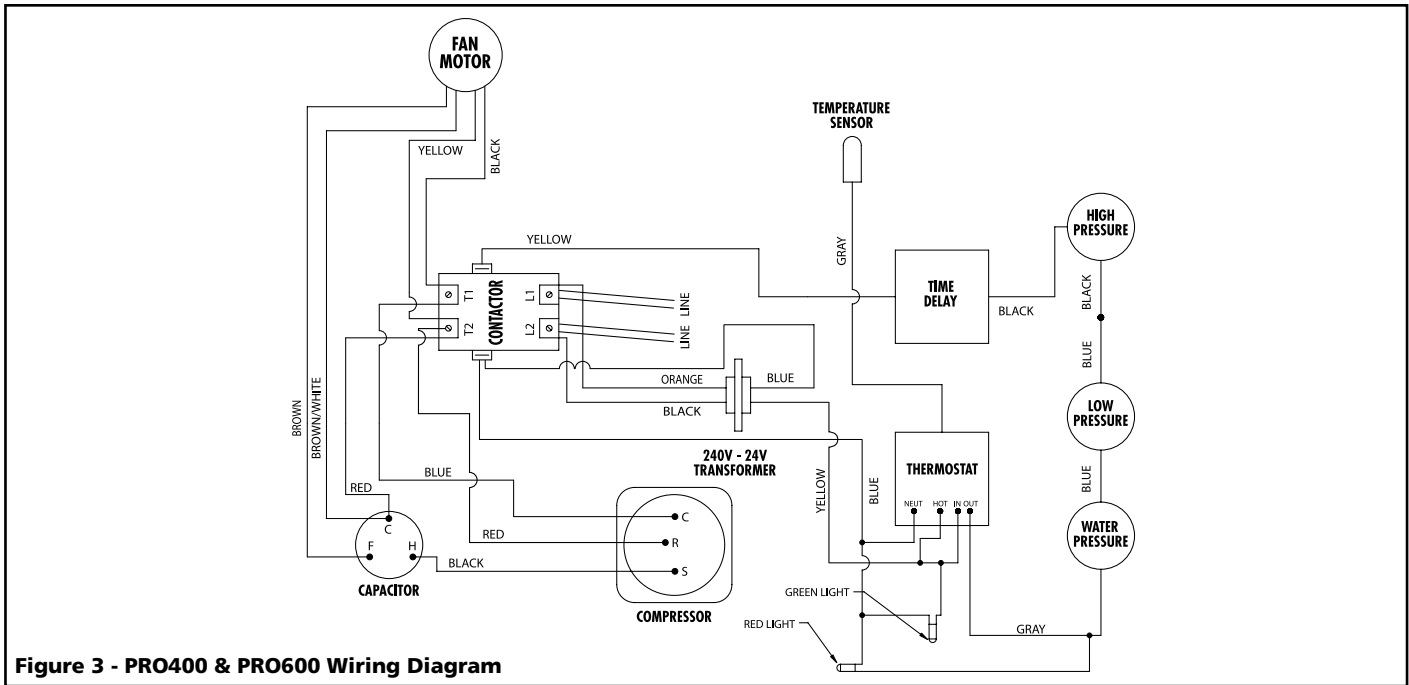 FAN
MOTOR
YELLOW
BLACK
TEMPERATURE
SENSOR
GRAY
HIGH
PRESSURE
YELLOW
TIME
DELAY
BLACK
BLACK
T1
L1
CONTACTOR
T2
L2
LINE
LINE
BLUE
ORANGE
BLUE
BLACK
LOW
PRESSURE
BROWN
BROWN/WHITE
240V - 24V
TRANSFORMER
THERMOSTAT
NEUT HOT IN OUT
BLUE
BLUE
YELLOW
BLUE
RED
RED
BLACK
C
F H
CAPACITOR
C
R
S
COMPRESSOR
WATER
PRESSURE
GREEN LIGHT
RED LIGHT
GRAY
Figure 3 - PRO400 & PRO600 Wiring Diagram